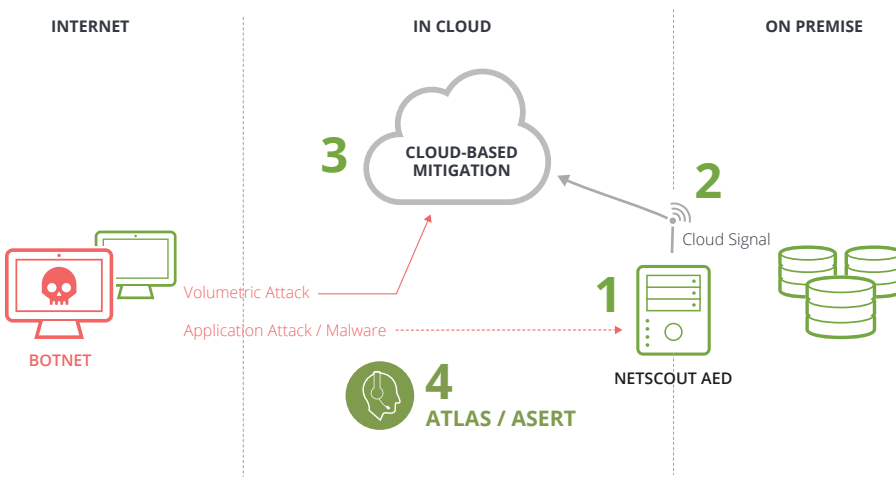 INTERNET
IN CLOUD
ON PREMISE
3
CLOUD-BASED
MITIGATION
2
Cloud Signal
Volumetric Attack
1
Application Attack / Malware
BOTNET
NETSCOUT AED
4
ATLAS / ASERT